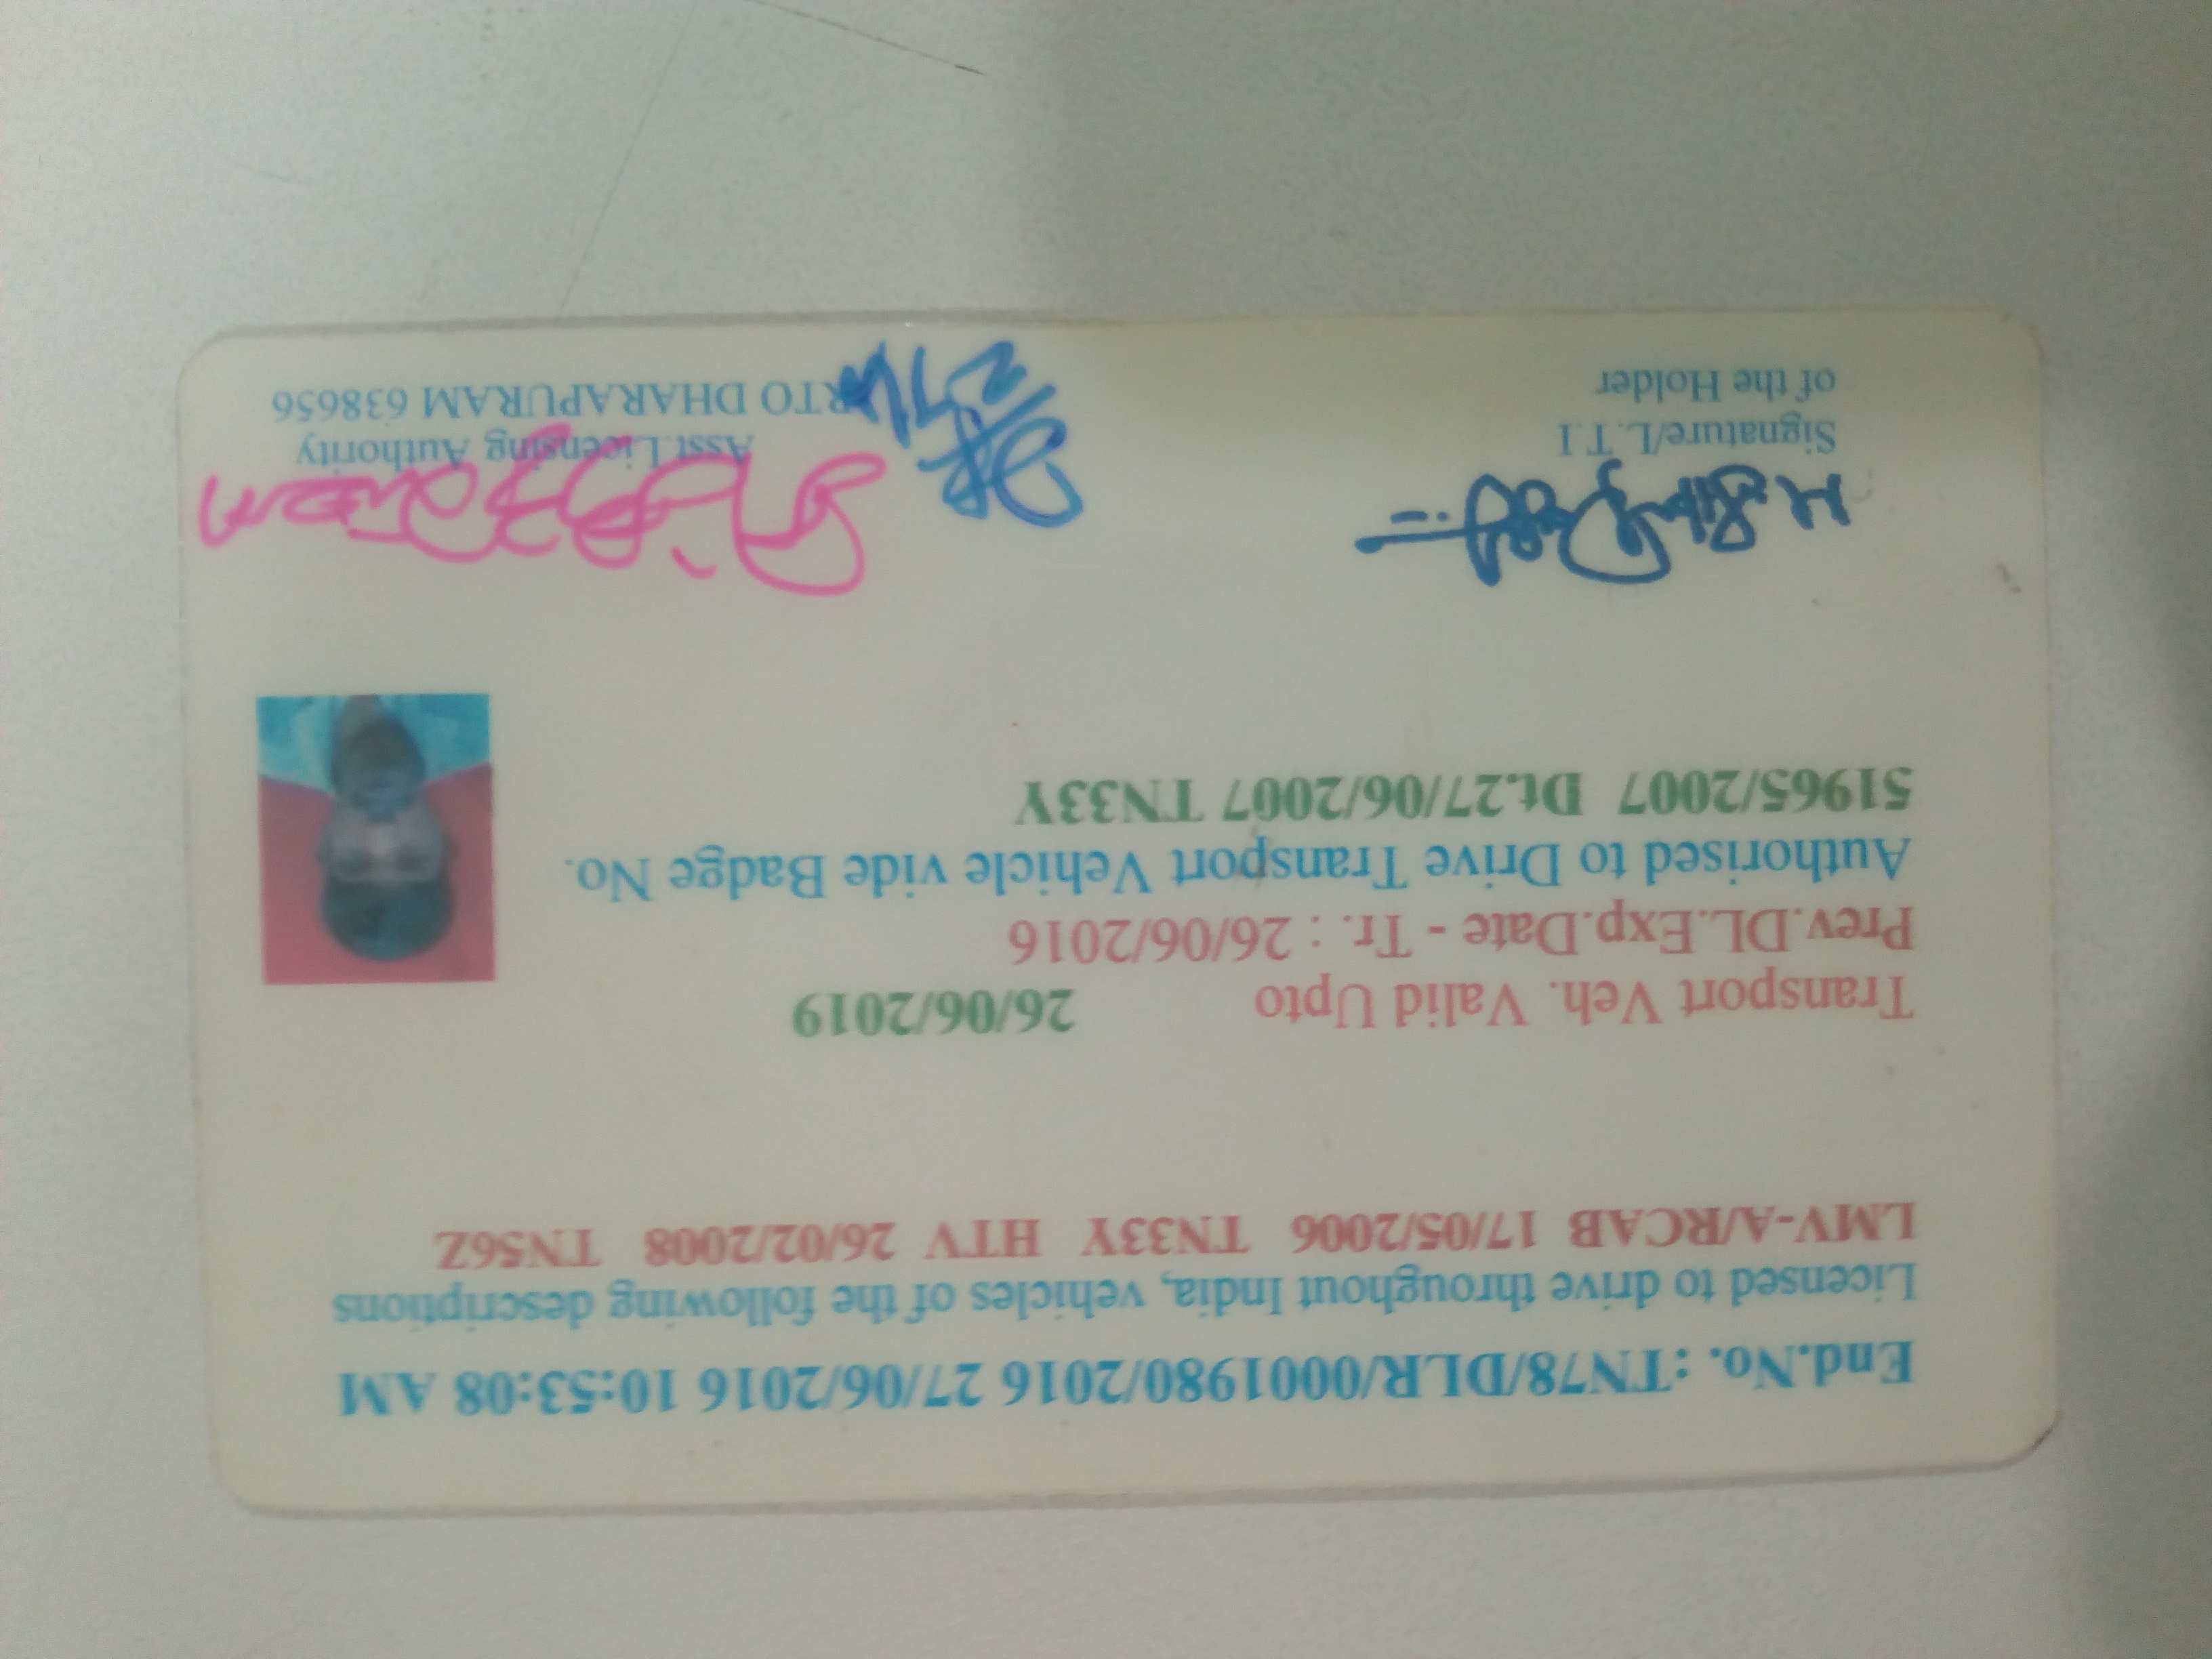 End.No. :TN78/DLR/0001980/2016 27/06/2016 10:53:08 AM
Licensed to drive throughout India, vehicles of the following descriptions
LMV-A/RCAB 17/05/2006 TN33Y HTV 26/02/2008 TN56Z
Transport Veh. Valid Upto 26/06/2019
Prev.DL.Exp.Date - Tr. : 26/06/2016
Authorised to Drive Transport Vehicle vide Badge No.
51965/2007 Dt.27/06/2007 TN33Y
Signature/L.T.I
of the Holder
Asst.Licensing Authority
RTO DHARAPURAM 638656